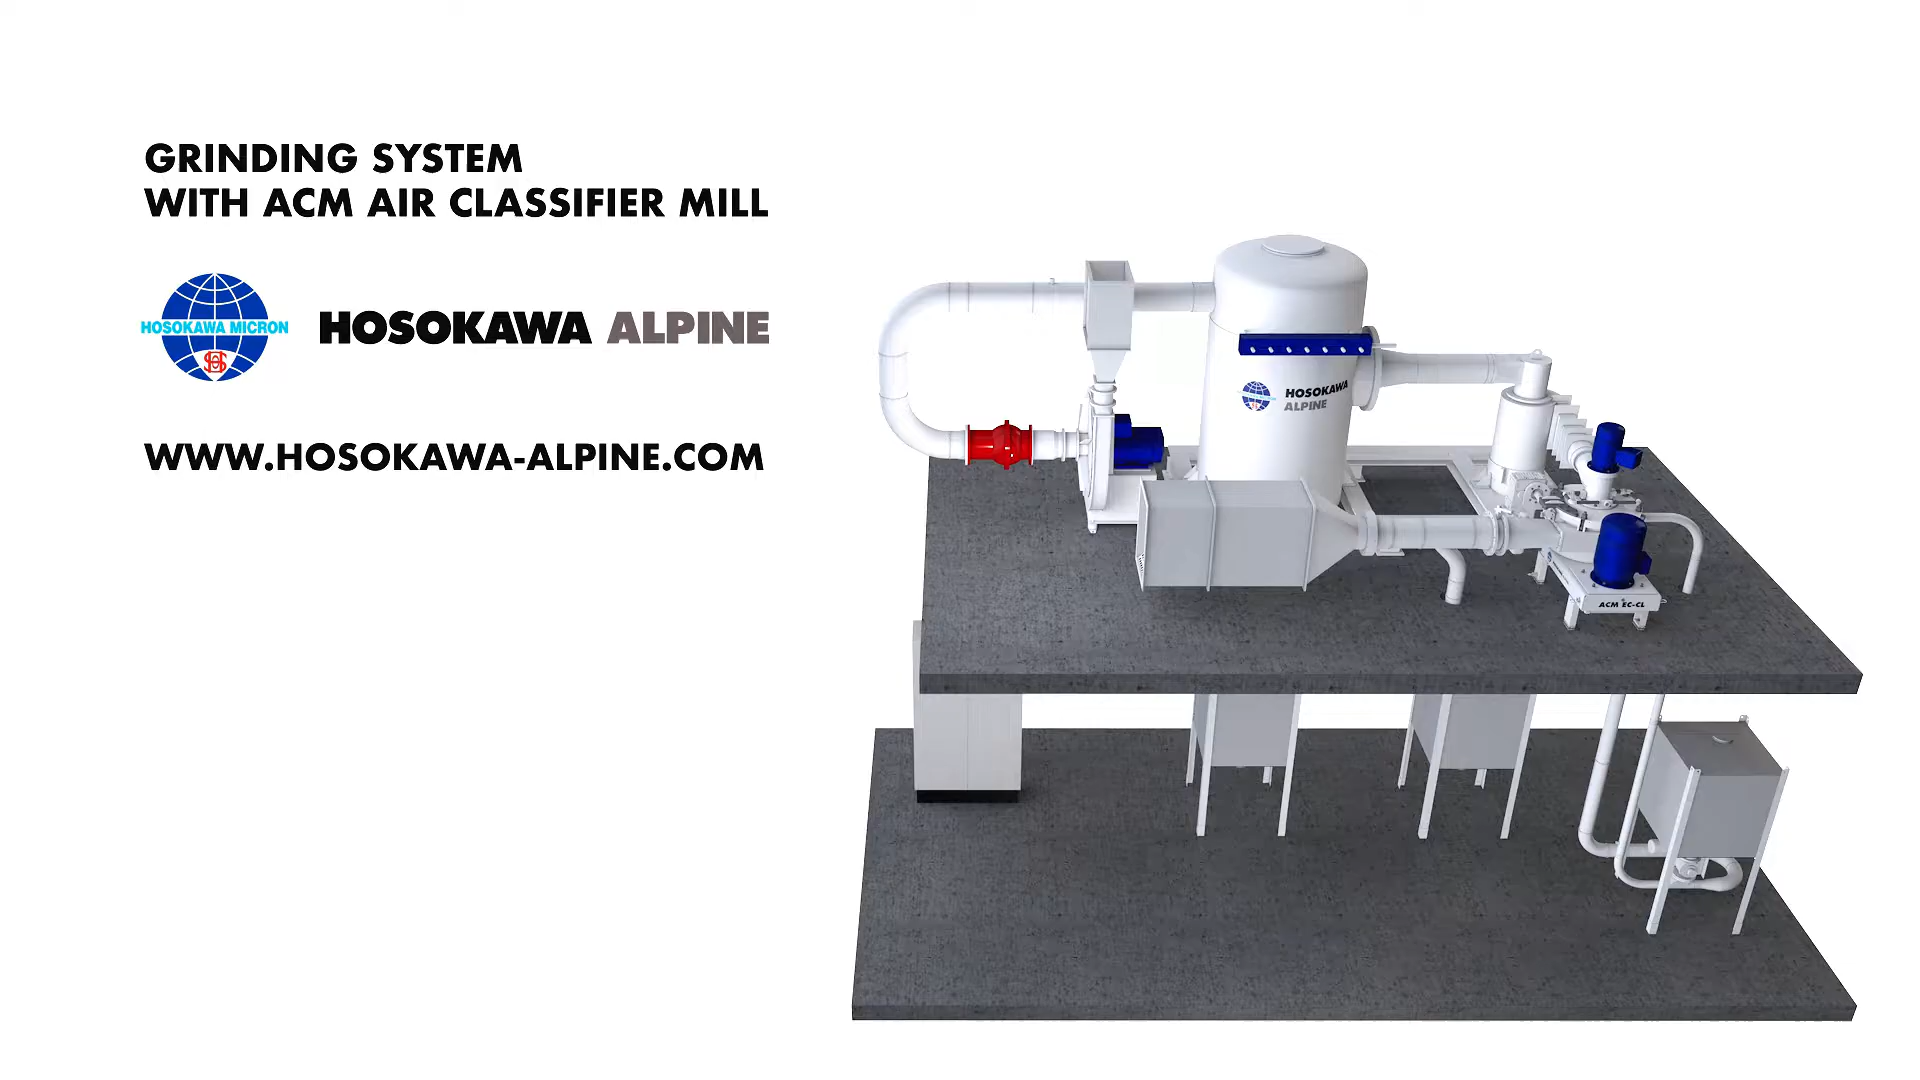 GRINDING SYSTEM
WITH ACM AIR CLASSIFIER MILL
HOSOKAWA MICRON
HOSOKAWA ALPINE
WWW.HOSOKAWA-ALPINE.COM
HOSOKAWA
ALPINE
ACM EC-CL